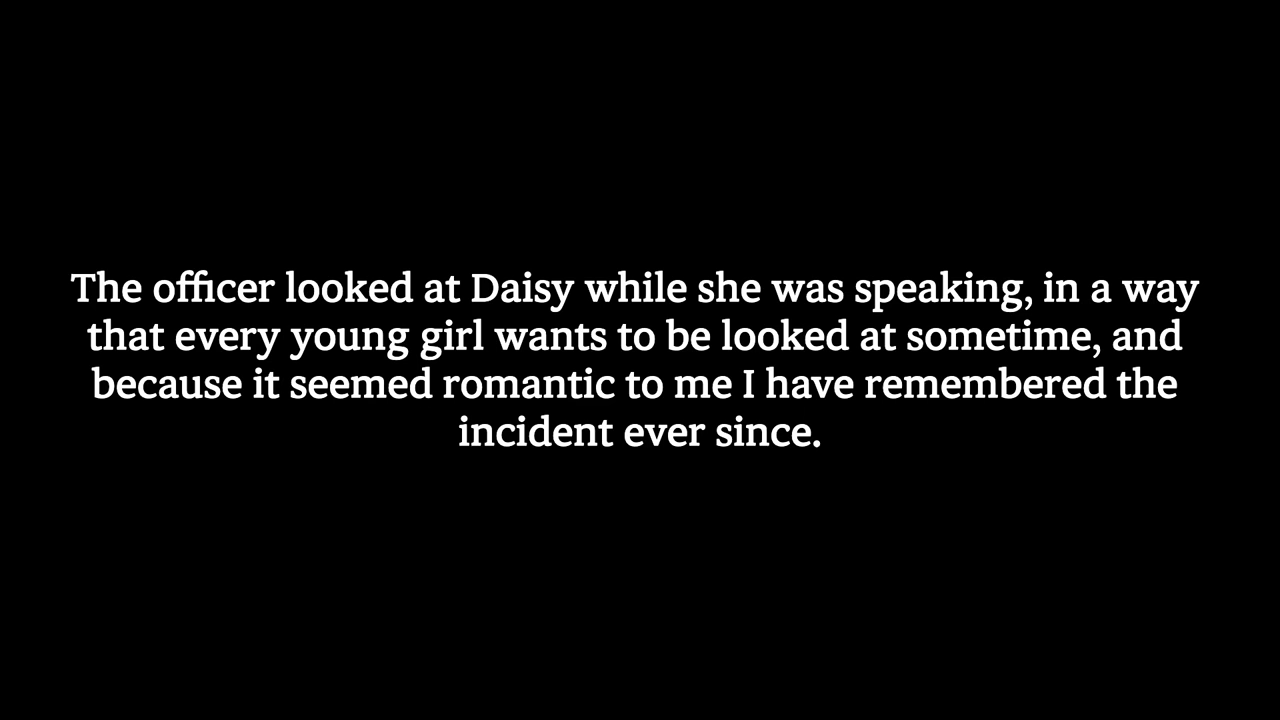 The officer looked at Daisy while she was speaking, in a way
that every young girl wants to be looked at sometime, and
because it seemed romantic to me I have remembered the
incident ever since.